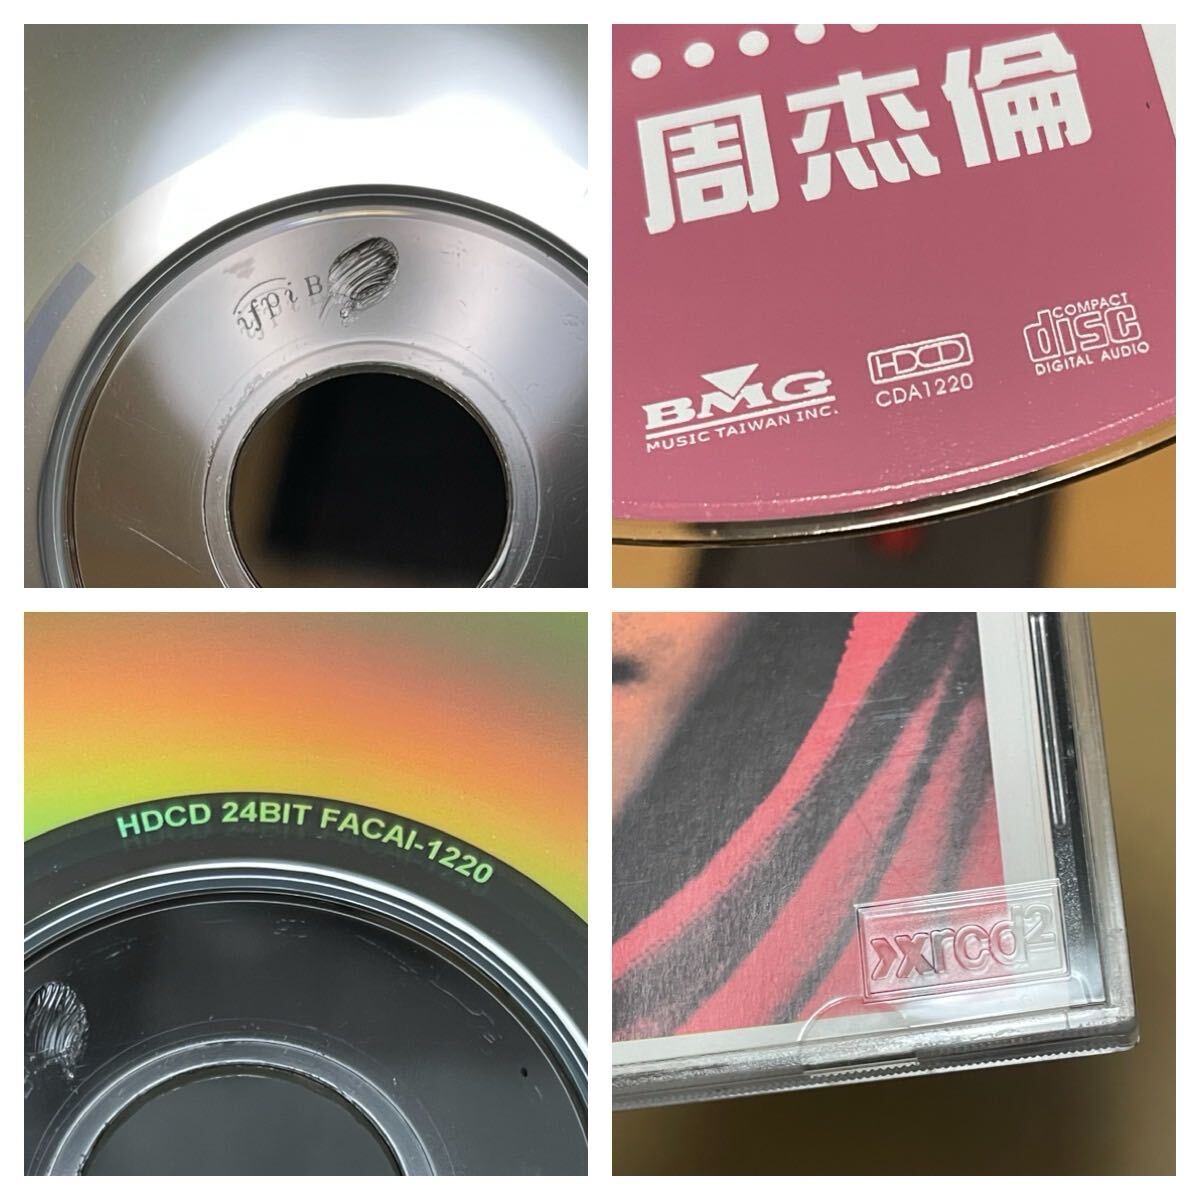 ifpi B
周杰倫
BMG
MUSIC TAIWAN INC.
HDCD
CDA1220
COMPACT
disc
DIGITAL AUDIO
HDCD 24BIT FACAI-1220
xrcd2